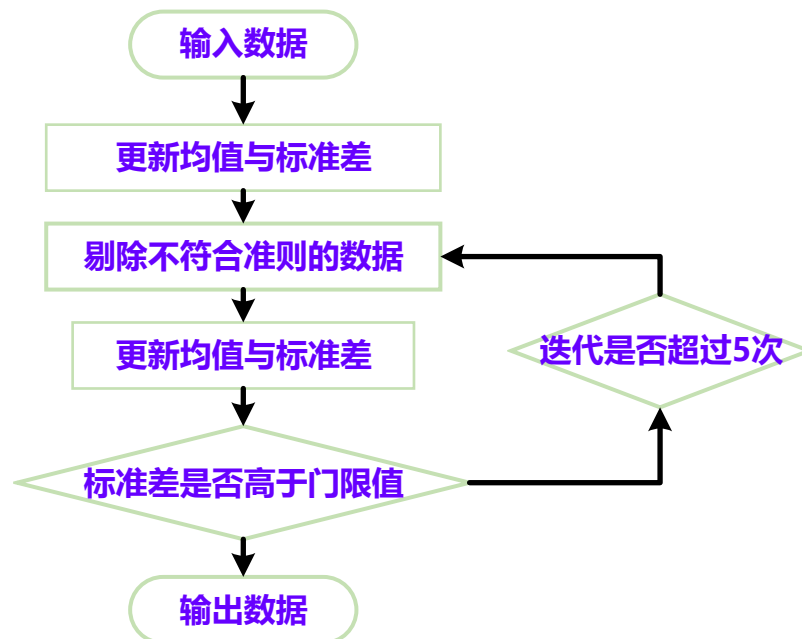 输入数据
更新均值与标准差
剔除不符合准则的数据
更新均值与标准差
迭代是否超过5次
标准差是否高于门限值
输出数据